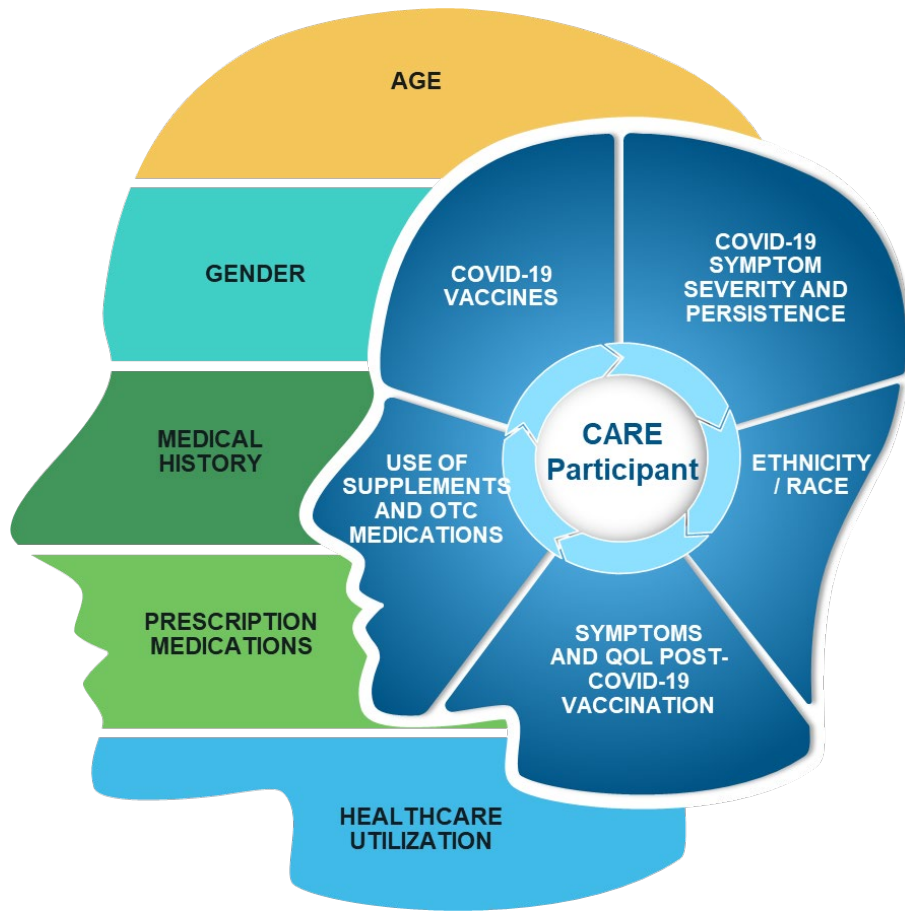 AGE
GENDER
MEDICAL
HISTORY
PRESCRIPTION
MEDICATIONS
HEALTHCARE
UTILIZATION
COVID-19
VACCINES
COVID-19
SYMPTOM
SEVERITY AND
PERSISTENCE
USE OF
SUPPLEMENTS
AND OTC
MEDICATIONS
CARE
Participant
ETHNICITY
/ RACE
SYMPTOMS
AND QOL POST-
COVID-19
VACCINATION